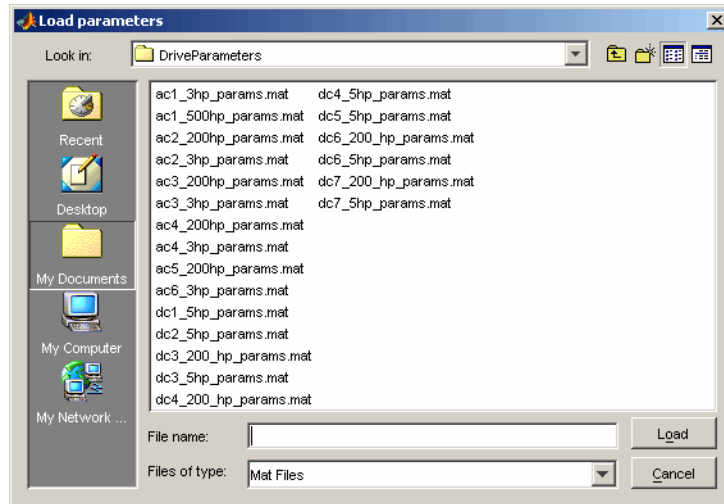 Load parameters
Look in: DriveParameters
Recent
Desktop
My Documents
My Computer
My Network ...
ac1_3hp_params.mat
ac1_500hp_params.mat
ac2_200hp_params.mat
ac2_3hp_params.mat
ac3_200hp_params.mat
ac3_3hp_params.mat
ac4_200hp_params.mat
ac4_3hp_params.mat
ac5_200hp_params.mat
ac6_3hp_params.mat
dc1_5hp_params.mat
dc2_5hp_params.mat
dc3_200_hp_params.mat
dc3_5hp_params.mat
dc4_200_hp_params.mat
dc4_5hp_params.mat
dc5_5hp_params.mat
dc6_200_hp_params.mat
dc6_5hp_params.mat
dc7_200_hp_params.mat
dc7_5hp_params.mat
File name:
Load
Files of type: Mat Files
Cancel